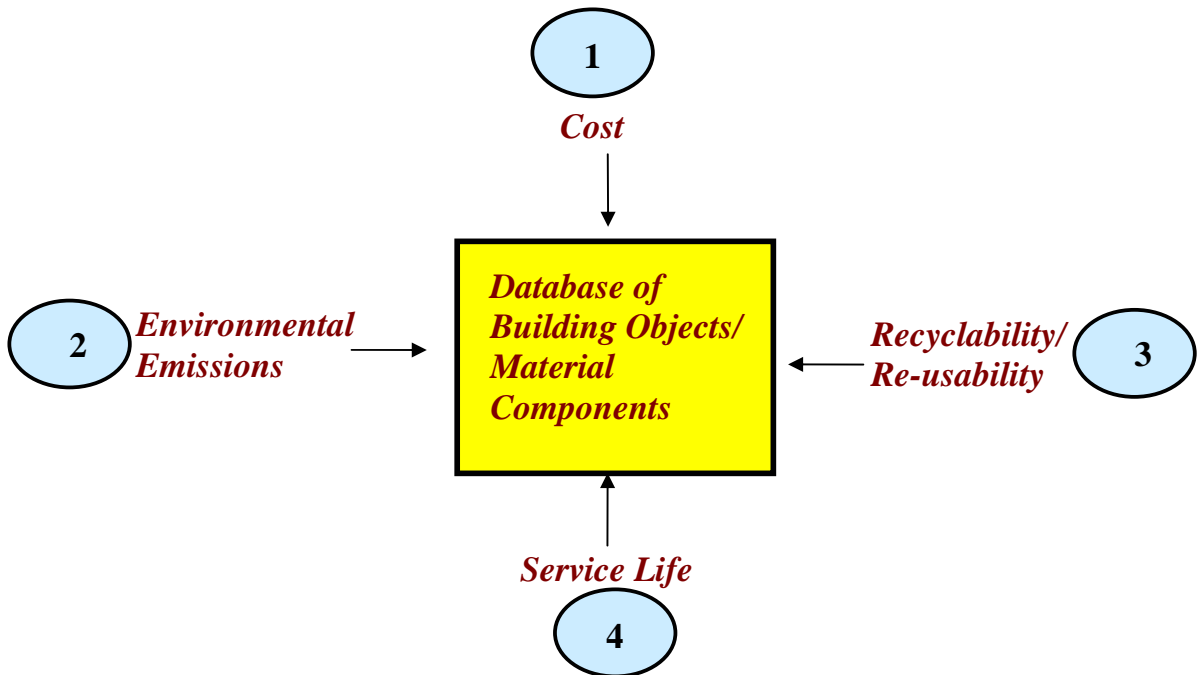 1
Cost
2
Environmental
Emissions
Database of
Building Objects/
Material
Components
Recyclability/
Re-usability
3
Service Life
4